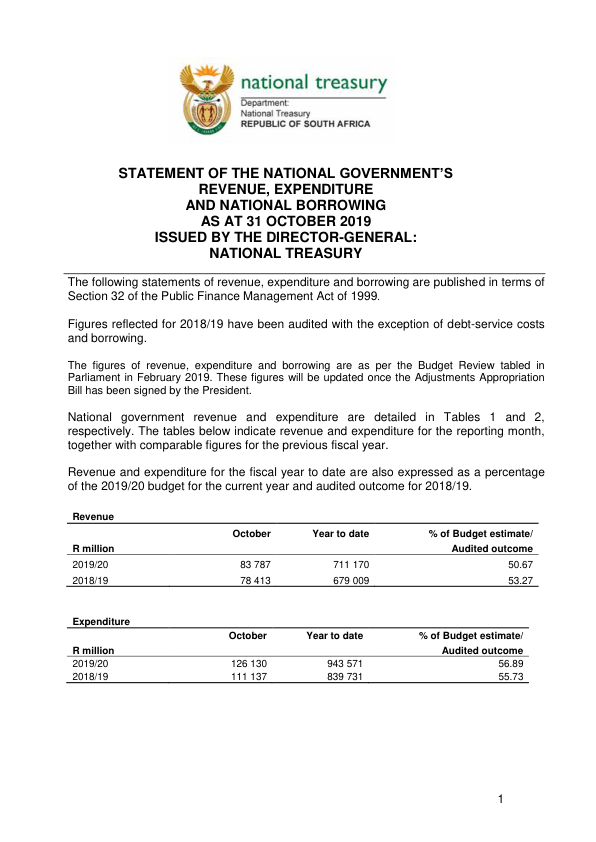 national treasury
Department:
National Treasury
REPUBLIC OF SOUTH AFRICA
STATEMENT OF THE NATIONAL GOVERNMENT'S
REVENUE, EXPENDITURE
AND NATIONAL BORROWING
AS AT 31 OCTOBER 2019
ISSUED BY THE DIRECTOR-GENERAL:
NATIONAL TREASURY
The following statements of revenue, expenditure and borrowing are published in terms of
Section 32 of the Public Finance Management Act of 1999.
Figures reflected for 2018/19 have been audited with the exception of debt-service costs
and borrowing.
The figures of revenue, expenditure and borrowing are as per the Budget Review tabled in
Parliament in February 2019. These figures will be updated once the Adjustments Appropriation
Bill has been signed by the President.
National government revenue and expenditure are detailed in Tables 1 and 2,
respectively. The tables below indicate revenue and expenditure for the reporting month,
together with comparable figures for the previous fiscal year.
Revenue and expenditure for the fiscal year to date are also expressed as a percentage
of the 2019/20 budget for the current year and audited outcome for 2018/19.
Revenue
October Year to date % of Budget estimate/
R million Audited outcome
2019/20 83 787 711 170 50.67
2018/19 78 413 679 009 53.27
Expenditure
October Year to date % of Budget estimate/
R million Audited outcome
2019/20 126 130 943 571 56.89
2018/19 111 137 839 731 55.73
1